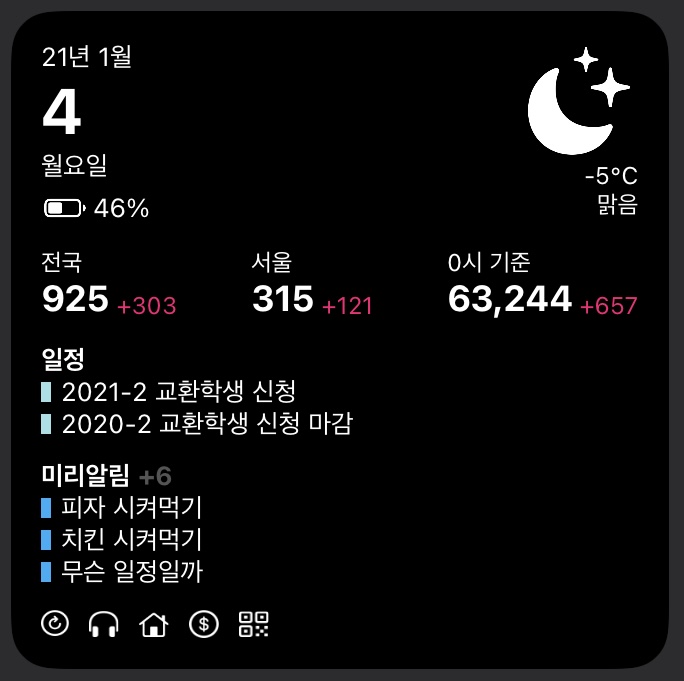 21년 1월
4
월요일
46%
-5°C
맑음
전국 서울 0시 기준
925 +303 315 +121 63,244 +657
일정
2021-2 교환학생 신청
2020-2 교환학생 신청 마감
미리알림 +6
피자 시켜먹기
치킨 시켜먹기
무슨 일정일까
$